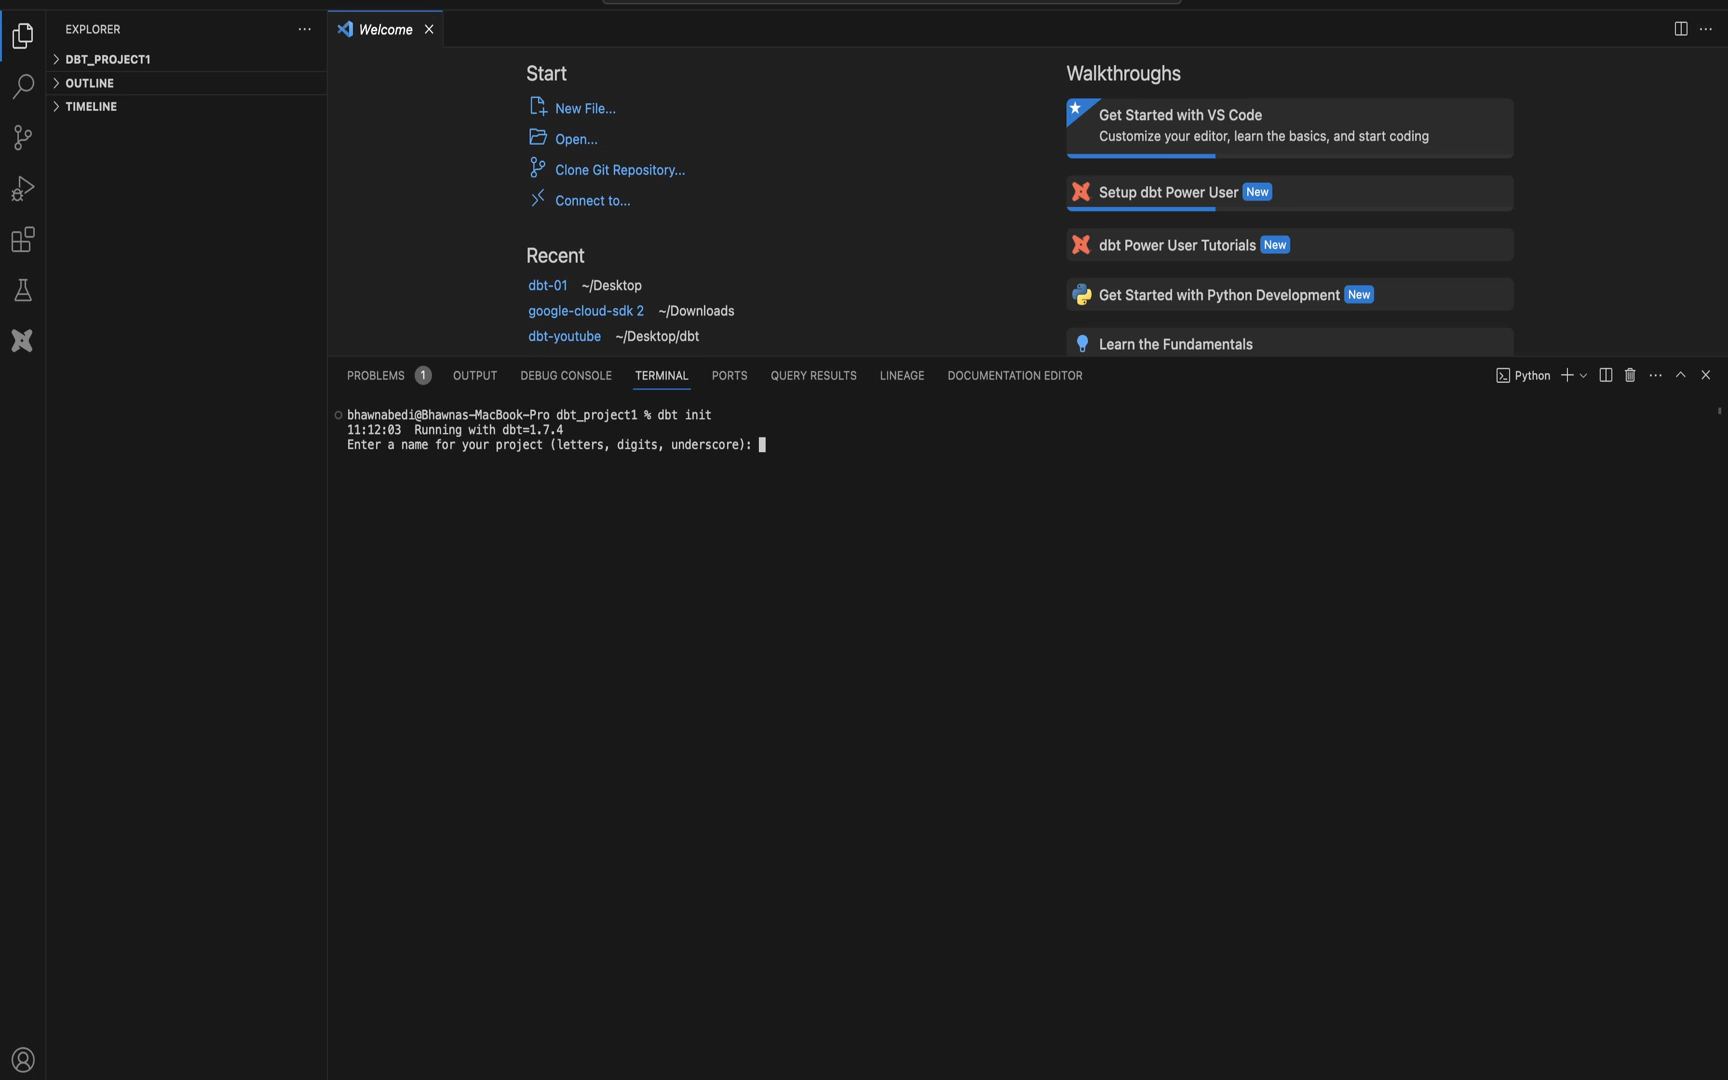 EXPLORER
DBT_PROJECT1
OUTLINE
TIMELINE
Welcome
Start
New File...
Open...
Clone Git Repository...
Connect to...
Recent
dbt-01 ~/Desktop
google-cloud-sdk 2 ~/Downloads
dbt-youtube ~/Desktop/dbt
Walkthroughs
Get Started with VS Code
Customize your editor, learn the basics, and start coding
Setup dbt Power User New
dbt Power User Tutorials New
Get Started with Python Development New
Learn the Fundamentals
PROBLEMS 1 OUTPUT DEBUG CONSOLE TERMINAL PORTS QUERY RESULTS LINEAGE DOCUMENTATION EDITOR
Python
bhawnabedi@Bhawnas-MacBook-Pro dbt_project1 % dbt init
11:12:03 Running with dbt=1.7.4
Enter a name for your project (letters, digits, underscore):